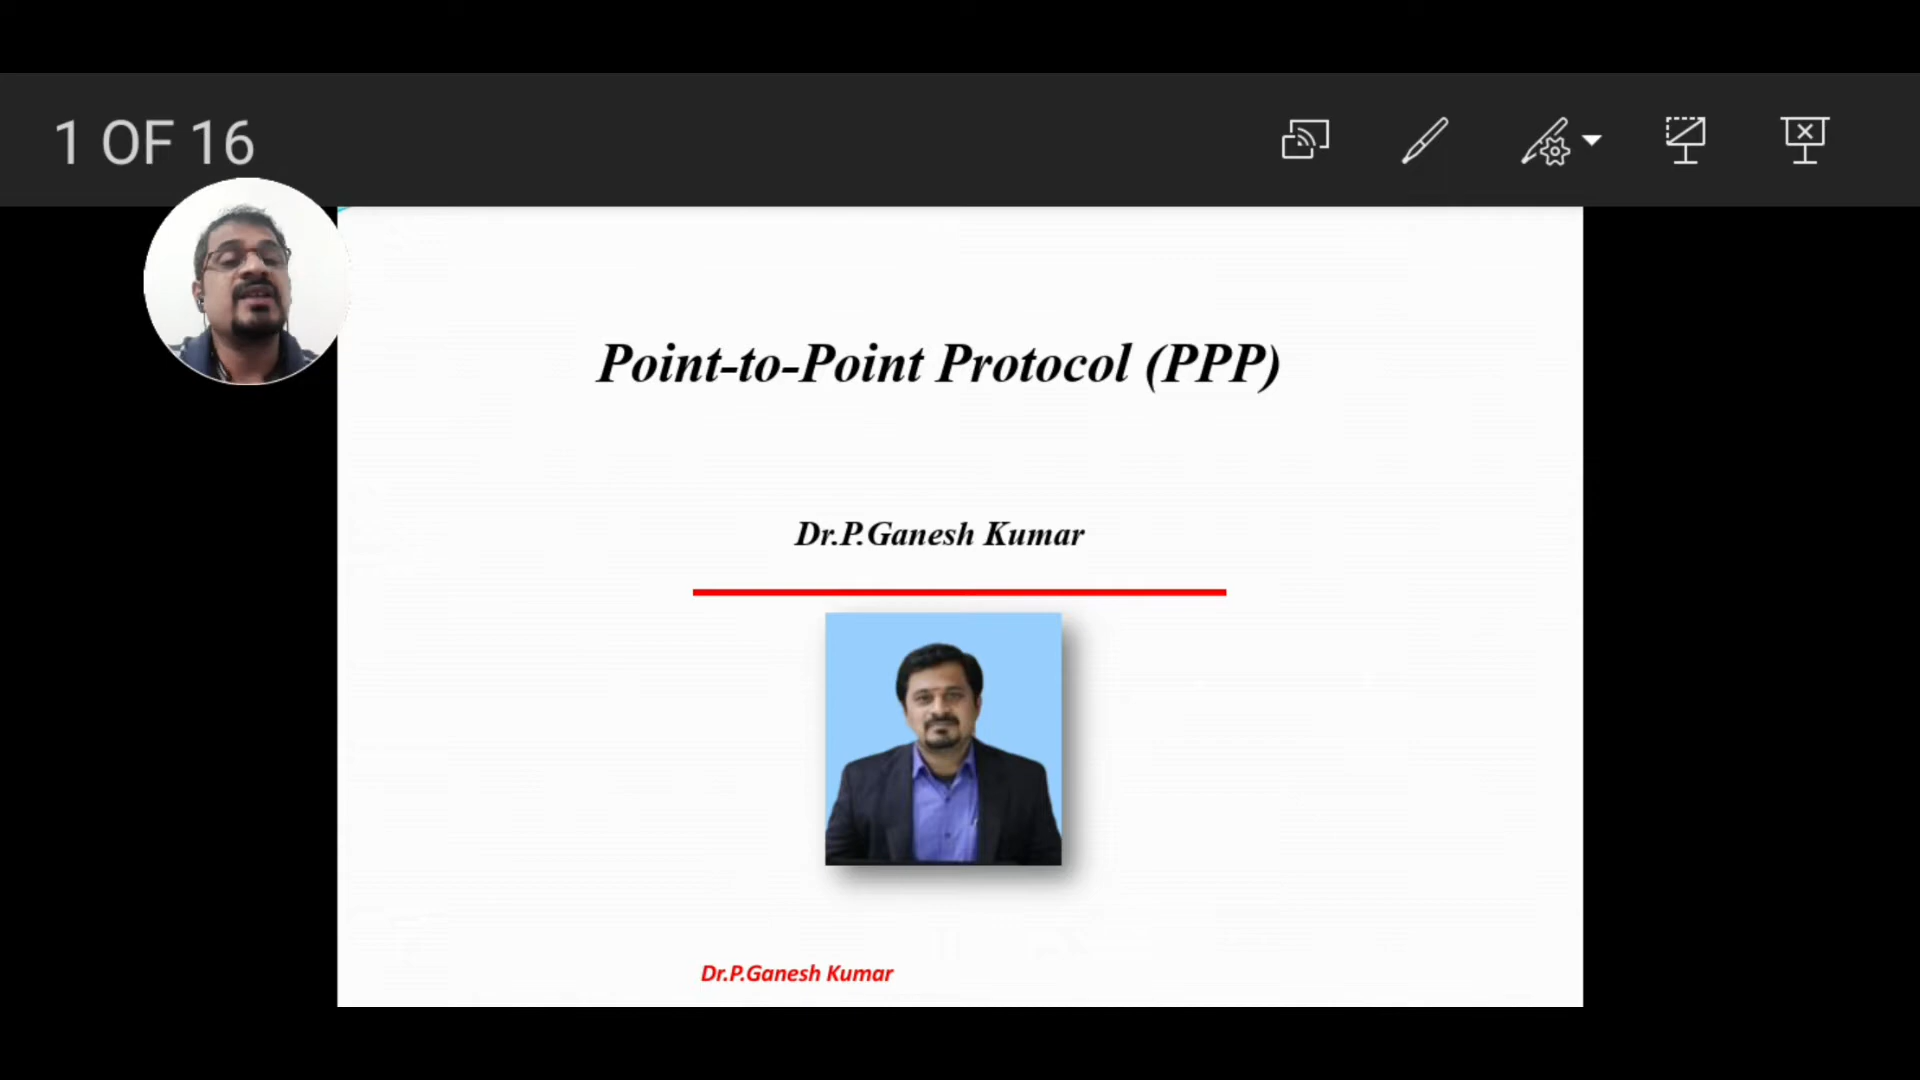 1 OF 16
Point-to-Point Protocol (PPP)
Dr.P.Ganesh Kumar
Dr.P.Ganesh Kumar